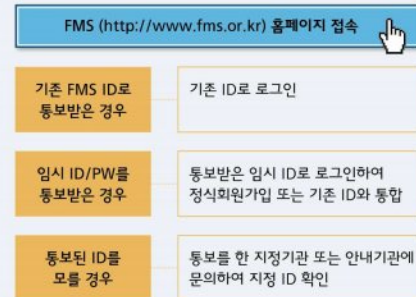 FMS (http://www.fms.or.kr) 홈페이지 접속
기존 FMS ID로
통보받은 경우
기존 ID로 로그인
임시 ID/PW를
통보받은 경우
통보받은 임시 ID로 로그인하여
정식회원가입 또는 기존 ID와 통합
통보된 ID를
모를 경우
통보를 한 지정기관 또는 안내기관에
문의하여 지정 ID 확인